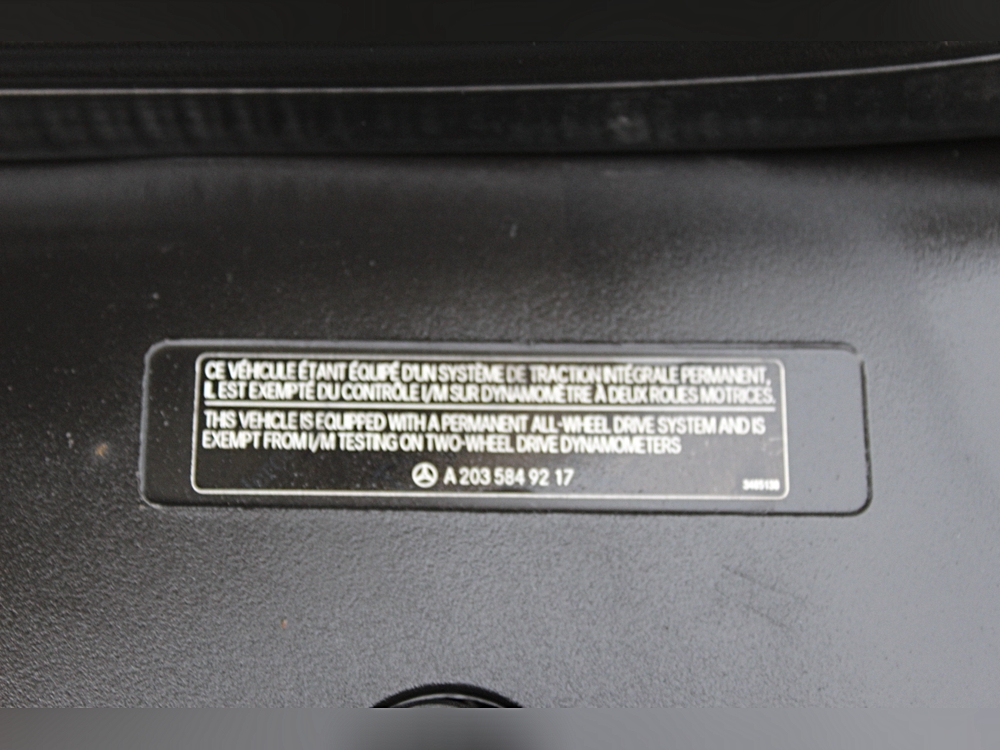 CE VÉHICULE ÉTANT ÉQUIPÉ D'UN SYSTÈME DE TRACTION INTÉGRALE PERMANENT,
IL EST EXEMPTÉ DU CONTRÔLE I/M SUR DYNAMOMÈTRE À DEUX ROUES MOTRICES.
THIS VEHICLE IS EQUIPPED WITH A PERMANENT ALL-WHEEL DRIVE SYSTEM AND IS
EXEMPT FROM I/M TESTING ON TWO-WHEEL DRIVE DYNAMOMETERS
A 203 584 92 17